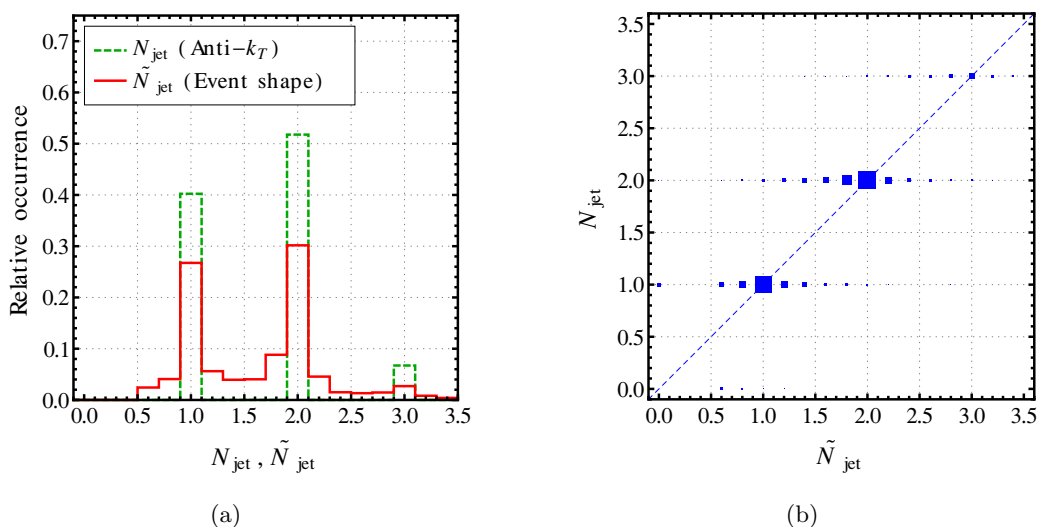 0.7
0.6
0.5
0.4
0.3
0.2
0.1
0.0
Relative occurrence
N_jet (Anti−k_T)
Ñ_jet (Event shape)
0.0 0.5 1.0 1.5 2.0 2.5 3.0 3.5
N_jet , Ñ_jet
(a)
3.5
3.0
2.5
2.0
1.5
1.0
0.5
0.0
N_jet
0.0 0.5 1.0 1.5 2.0 2.5 3.0 3.5
Ñ_jet
(b)